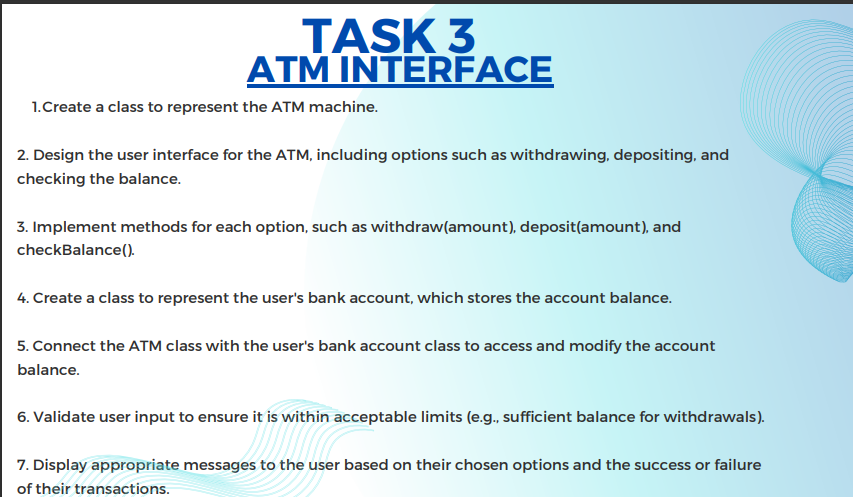 TASK 3
ATM INTERFACE
1.Create a class to represent the ATM machine.
2. Design the user interface for the ATM, including options such as withdrawing, depositing, and
checking the balance.
3. Implement methods for each option, such as withdraw(amount), deposit(amount), and
checkBalance().
4. Create a class to represent the user's bank account, which stores the account balance.
5. Connect the ATM class with the user's bank account class to access and modify the account
balance.
6. Validate user input to ensure it is within acceptable limits (e.g., sufficient balance for withdrawals).
7. Display appropriate messages to the user based on their chosen options and the success or failure
of their transactions.